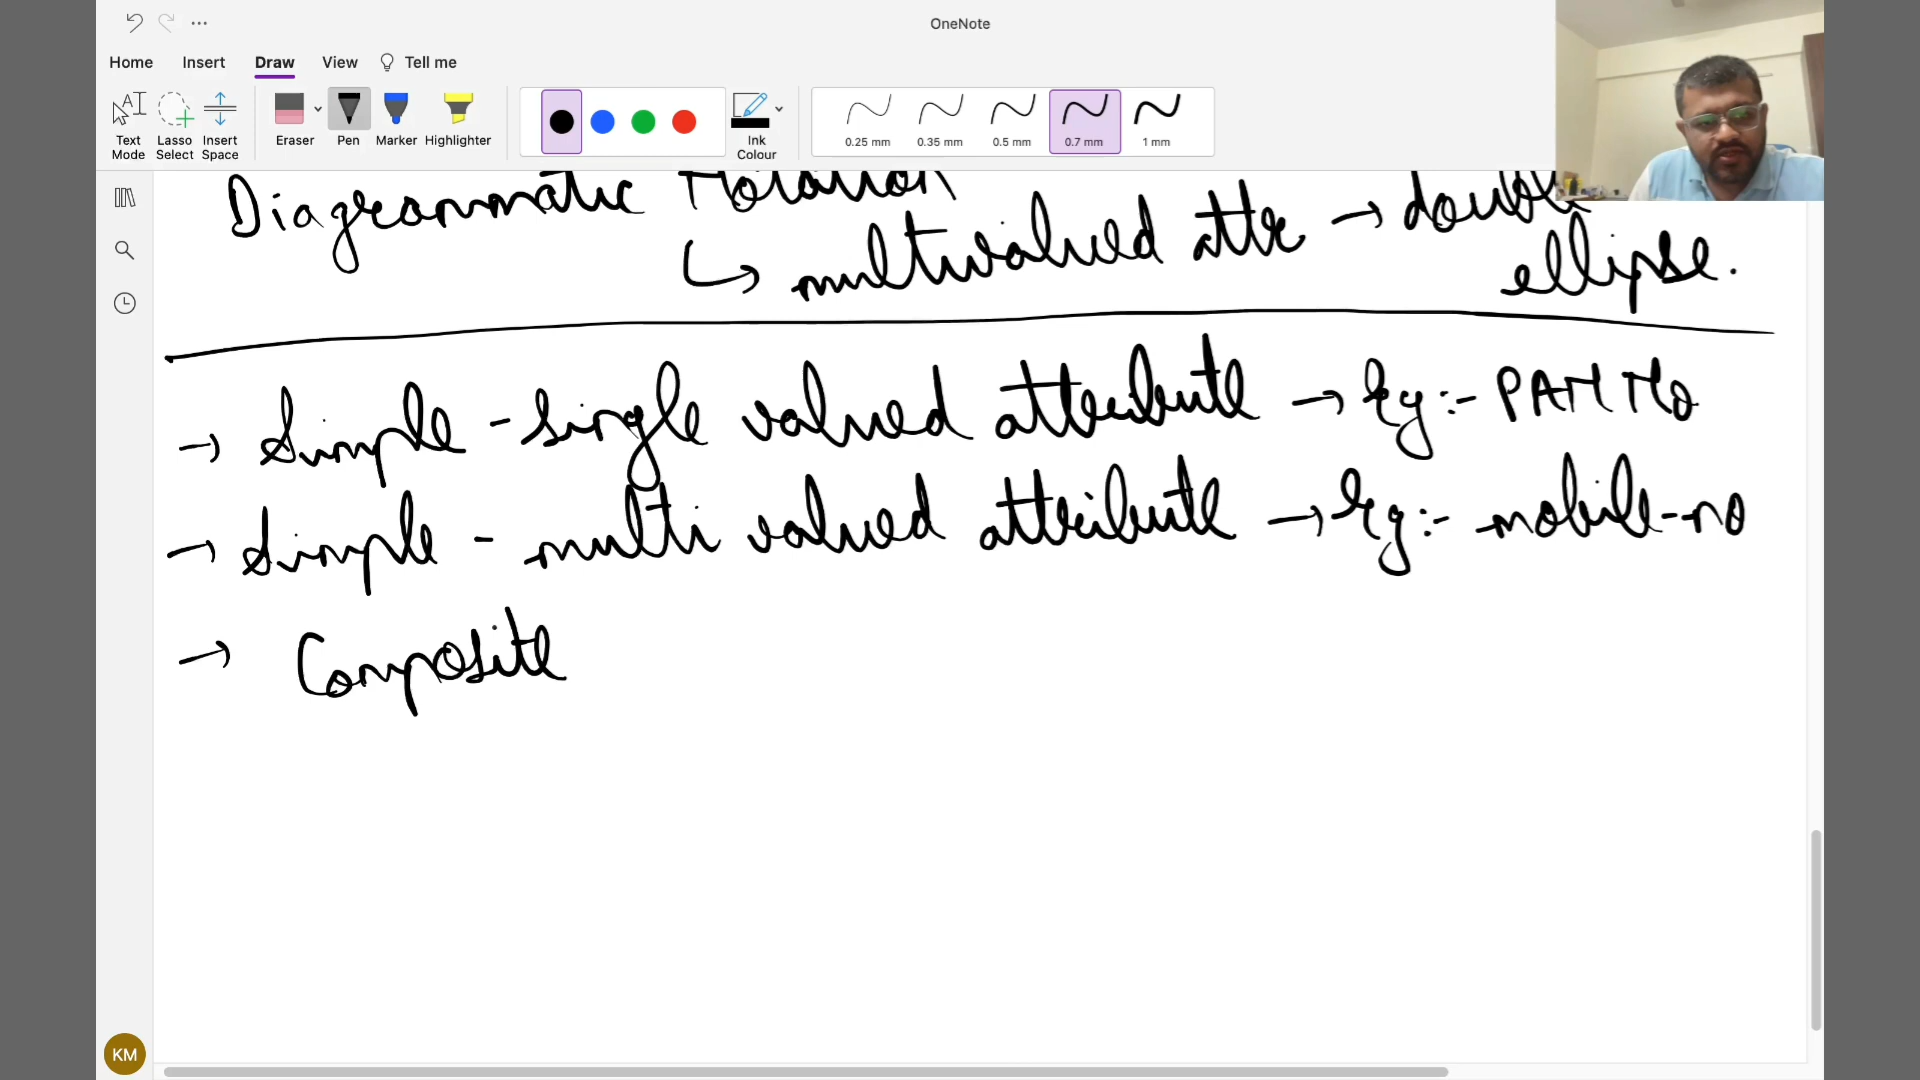 OneNote
Home Insert Draw View Tell me
Text Mode
Lasso Select
Insert Space
Eraser
Pen
Marker
Highlighter
Ink Colour
0.25 mm
0.35 mm
0.5 mm
0.7 mm
1 mm
Diagrammatic Notation
↳ multivalued attr → double
ellipse.
→ Simple - Single valued attribute → Eg:- PAN No
→ Simple - multi valued attribute → Eg:- mobile-no
→ Composite
KM